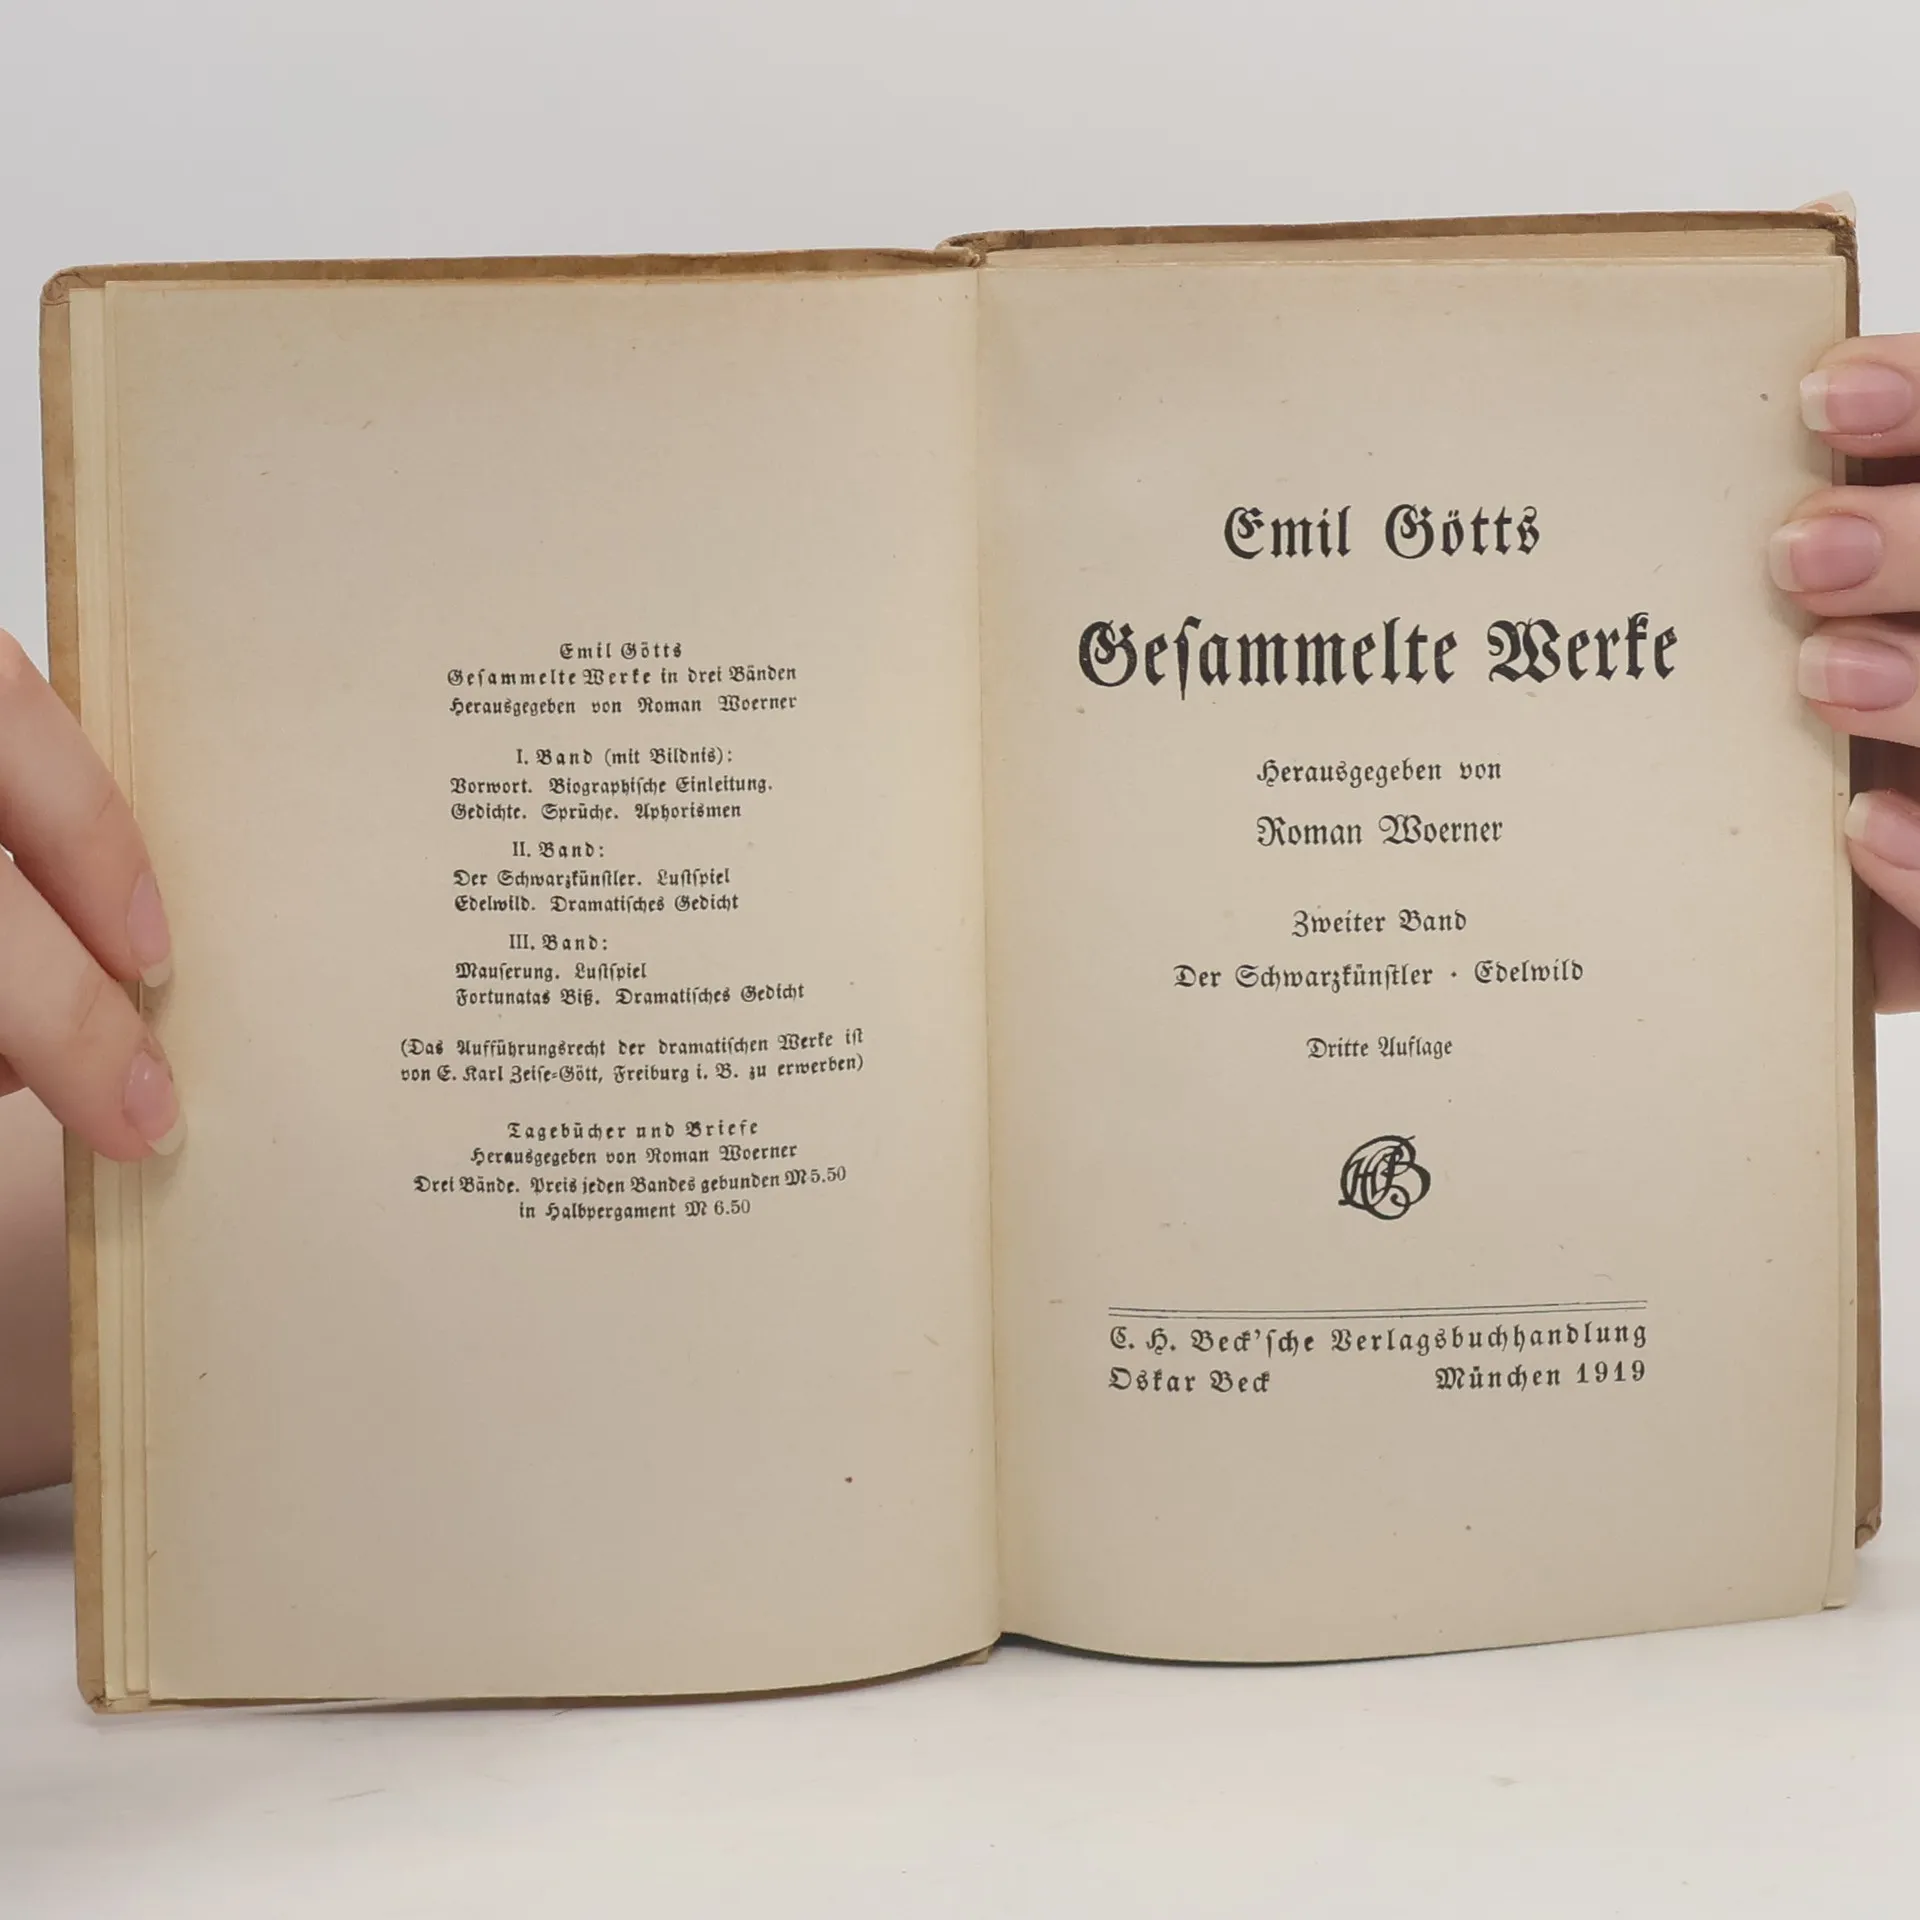 Emil Götts
Gesammelte Werke in drei Bänden
Herausgegeben von Roman Woerner
I. Band (mit Bildnis):
Vorwort. Biographische Einleitung.
Gedichte. Sprüche. Aphorismen
II. Band:
Der Schwarzkünstler. Lustspiel
Edelwild. Dramatisches Gedicht
III. Band:
Mauserung. Lustspiel
Fortunatas Biß. Dramatisches Gedicht
(Das Aufführungsrecht der dramatischen Werke ist
von E. Karl Zeise-Gött, Freiburg i. B. zu erwerben)
Tagebücher und Briefe
Herausgegeben von Roman Woerner
Drei Bände. Preis jeden Bandes gebunden M 5.50
in Halbpergament M 6.50
Emil Götts
Gesammelte Werke
Herausgegeben von
Roman Woerner
Zweiter Band
Der Schwarzkünstler · Edelwild
Dritte Auflage
C. H. Beck'sche Verlagsbuchhandlung
Oskar Beck München 1919